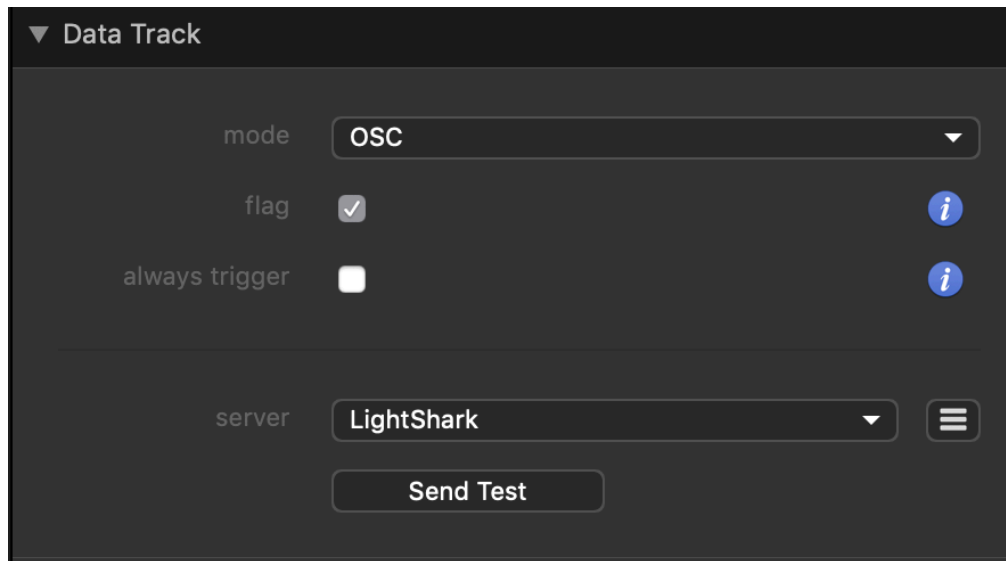 Data Track
mode OSC
flag
always trigger
server LightShark
Send Test